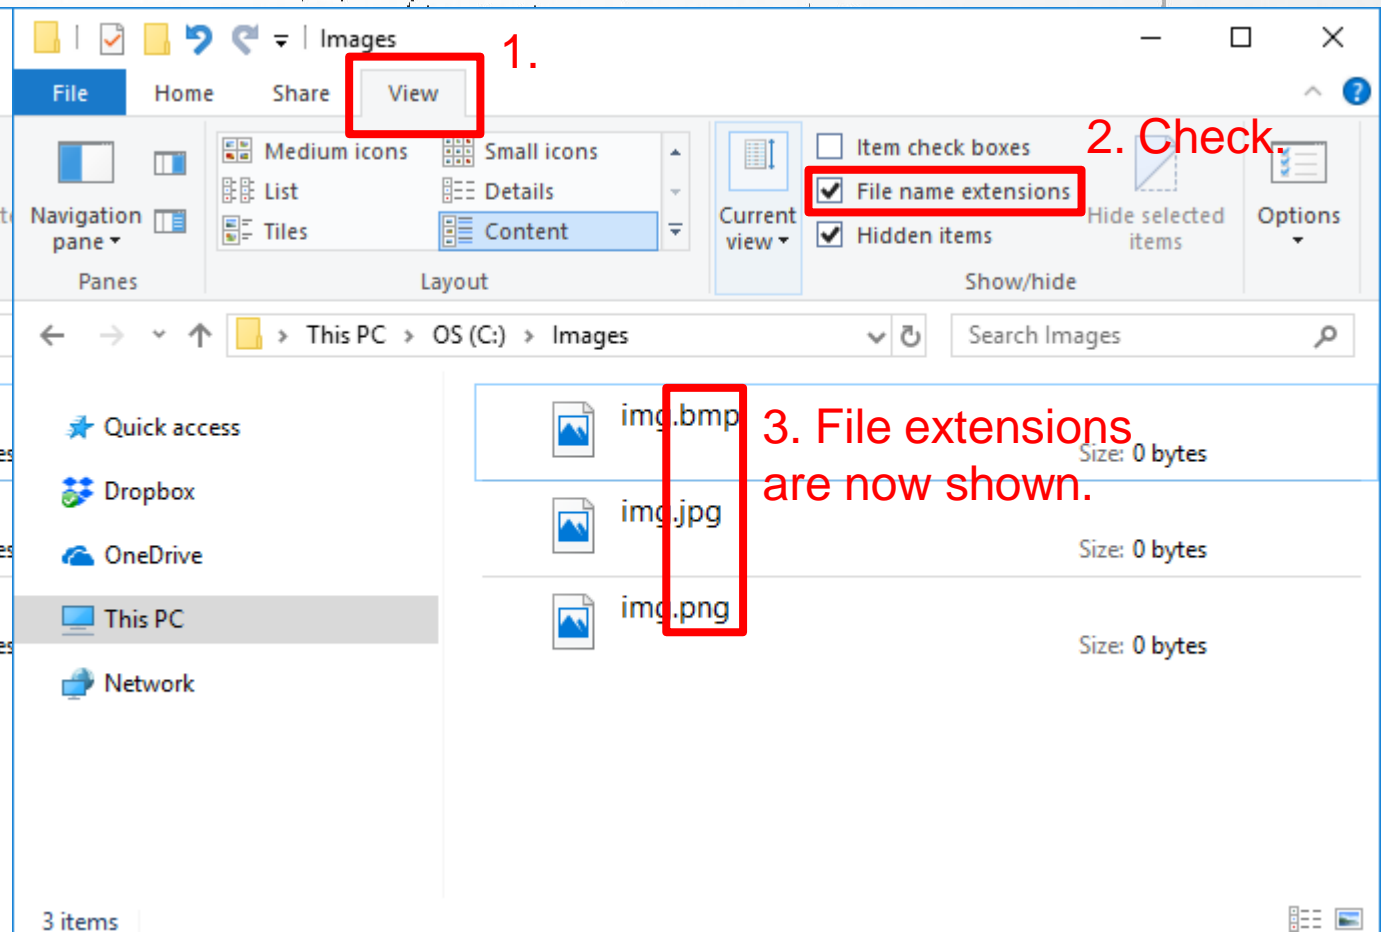 Images
1.
File Home Share View
2. Check.
Medium icons Small icons
List Details
Tiles Content
Navigation pane
Panes
Layout
Current view
Item check boxes
File name extensions
Hidden items
Hide selected items
Show/hide
Options
This PC > OS (C:) > Images
Search Images
Quick access
Dropbox
OneDrive
This PC
Network
img.bmp
Size: 0 bytes
img.jpg
Size: 0 bytes
img.png
Size: 0 bytes
3. File extensions
are now shown.
3 items